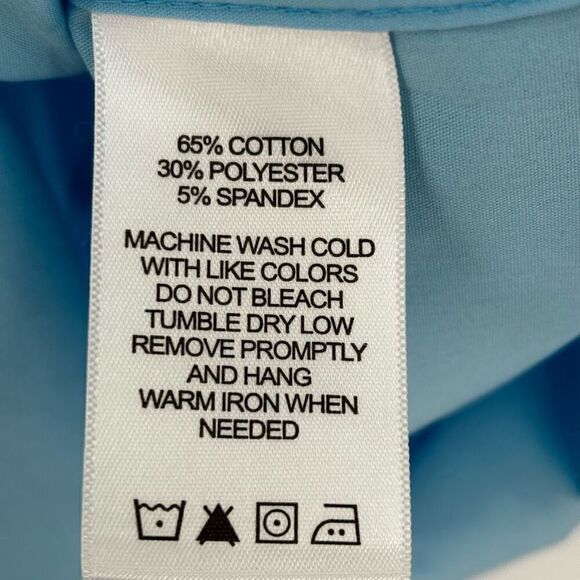 65% COTTON
30% POLYESTER
5% SPANDEX
MACHINE WASH COLD
WITH LIKE COLORS
DO NOT BLEACH
TUMBLE DRY LOW
REMOVE PROMPTLY
AND HANG
WARM IRON WHEN
NEEDED